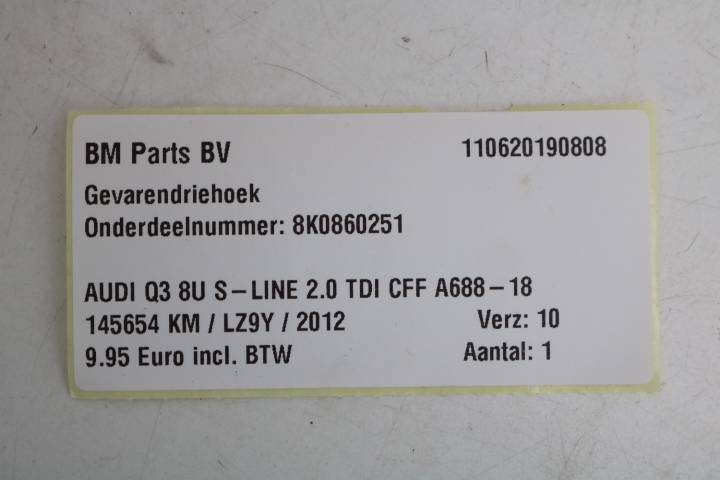 BM Parts BV 110620190808
Gevarendriehoek
Onderdeelnummer: 8K0860251
AUDI Q3 8U S-LINE 2.0 TDI CFF A688-18
145654 KM / LZ9Y / 2012 Verz: 10
9.95 Euro incl. BTW Aantal: 1